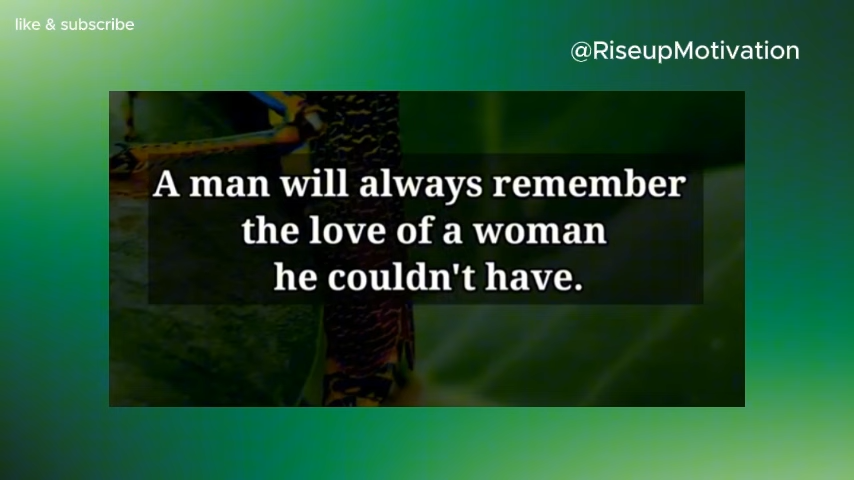 like & subscribe
@RiseupMotivation
A man will always remember
the love of a woman
he couldn't have.